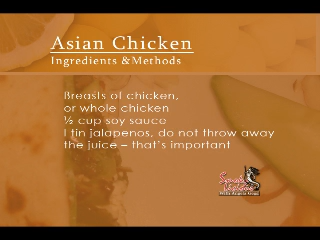 Asian Chicken
Ingredients &Methods
Breasts of chicken,
or whole chicken
½ cup soy sauce
1 tin jalapenos, do not throw away
the juice – that's important